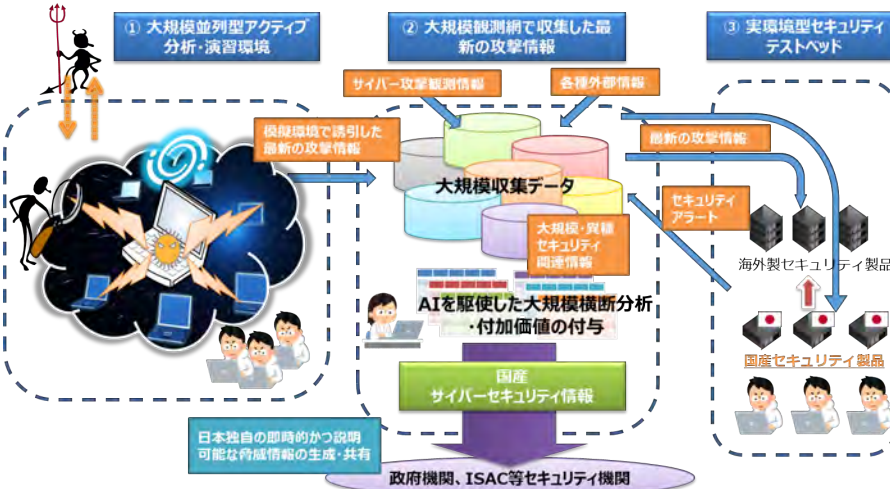 ① 大規模並列型アクティブ
分析・演習環境
② 大規模観測網で収集した最
新の攻撃情報
③ 実環境型セキュリティ
テストベッド
サイバー攻撃観測情報
各種外部情報
模擬環境で誘引した
最新の攻撃情報
最新の攻撃情報
大規模収集データ
セキュリティ
アラート
大規模・異種
セキュリティ
関連情報
海外製セキュリティ製品
AIを駆使した大規模横断分析
・付加価値の付与
国産セキュリティ製品
国産
サイバーセキュリティ情報
日本独自の即時的かつ説明
可能な脅威情報の生成・共有
政府機関、ISAC等セキュリティ機関